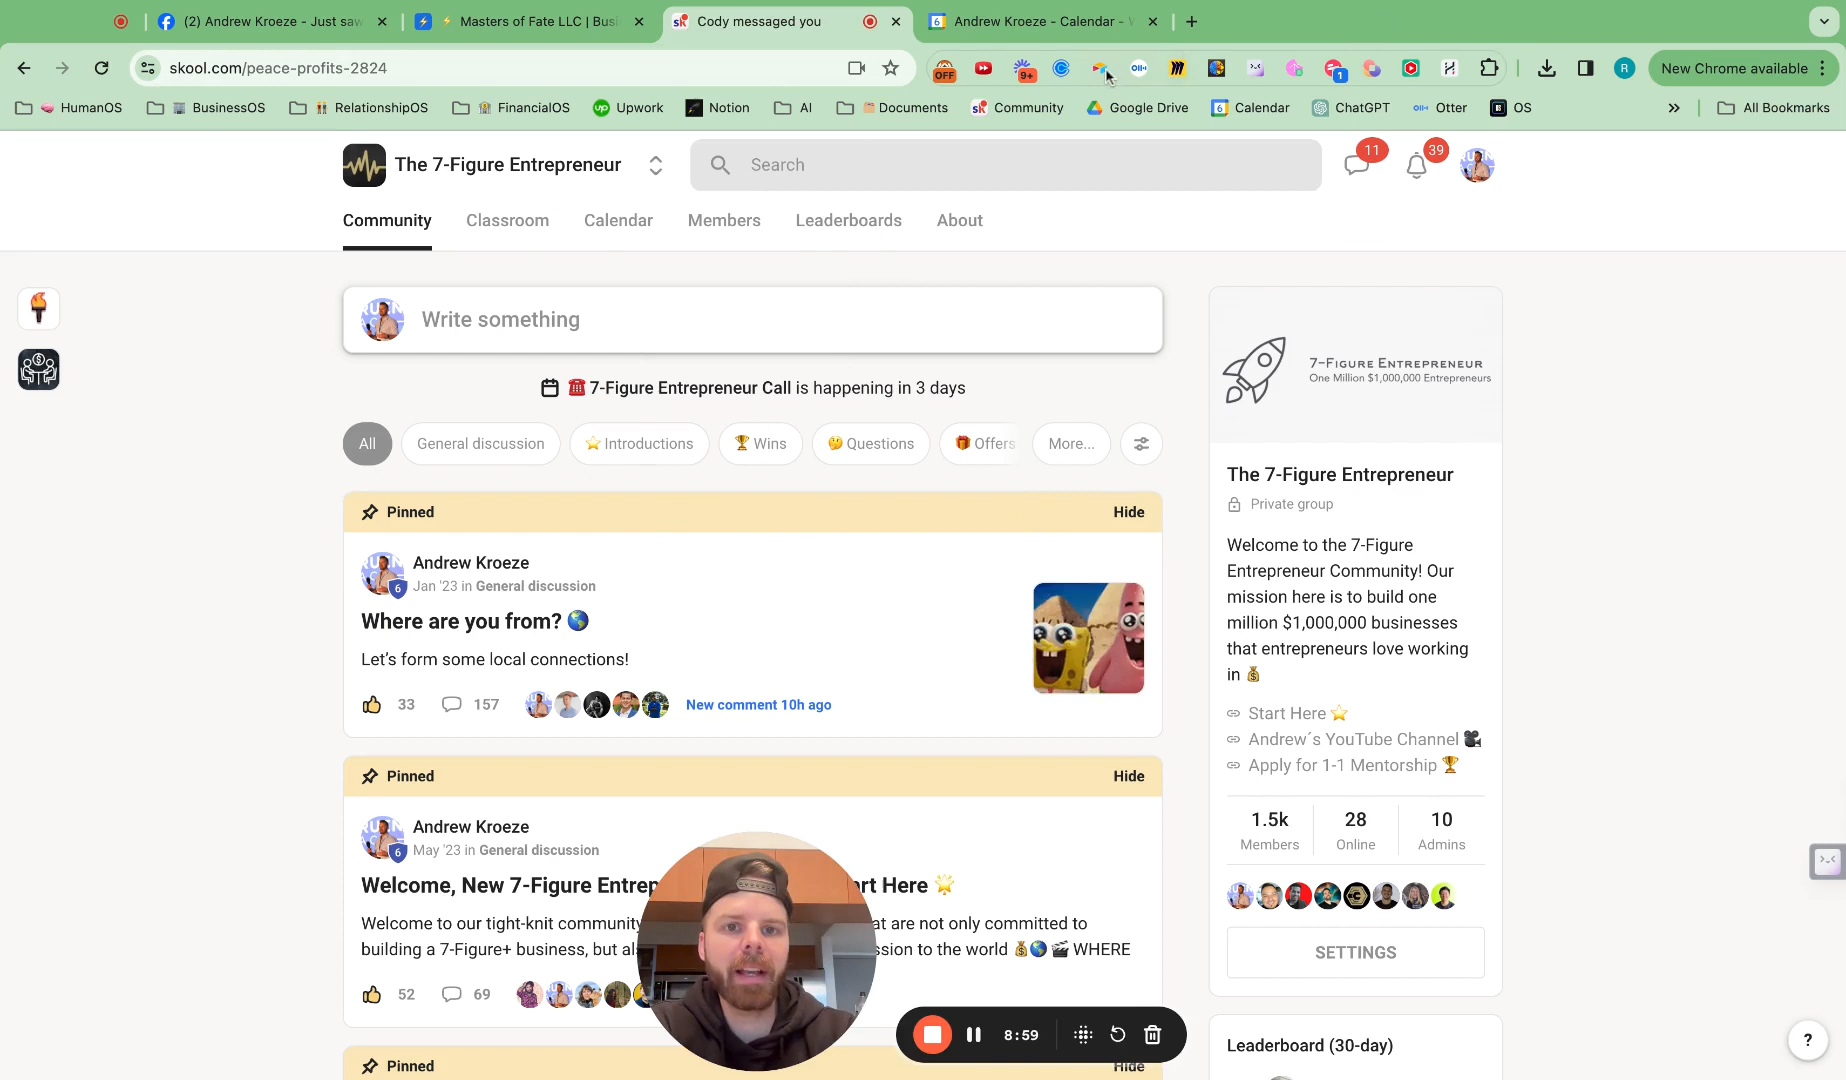 (2) Andrew Kroeze - Just saw
Masters of Fate LLC | Busi
Cody messaged you
Andrew Kroeze - Calendar -
skool.com/peace-profits-2824
OFF
9+
1
R
New Chrome available
HumanOS
BusinessOS
RelationshipOS
FinancialOS
Upwork
Notion
AI
Documents
Community
Google Drive
Calendar
ChatGPT
Otter
OS
All Bookmarks
The 7-Figure Entrepreneur
Search
11
39
Community
Classroom
Calendar
Members
Leaderboards
About
Write something
7-Figure Entrepreneur Call is happening in 3 days
All
General discussion
Introductions
Wins
Questions
Offers
More...
Pinned
Hide
Andrew Kroeze
6
Jan '23 in General discussion
Where are you from?
Let's form some local connections!
33
157
New comment 10h ago
Pinned
Hide
Andrew Kroeze
6
May '23 in General discussion
Welcome, New 7-Figure Entrep rt Here
Welcome to our tight-knit community at are not only committed to
building a 7-Figure+ business, but al ssion to the world WHERE
52
69
8:59
Pinned
Hide
7-Figure Entrepreneur
One Million $1,000,000 Entrepreneurs
The 7-Figure Entrepreneur
Private group
Welcome to the 7-Figure
Entrepreneur Community! Our
mission here is to build one
million $1,000,000 businesses
that entrepreneurs love working
in
Start Here
Andrew´s YouTube Channel
Apply for 1-1 Mentorship
1.5k
Members
28
Online
10
Admins
SETTINGS
Leaderboard (30-day)
?